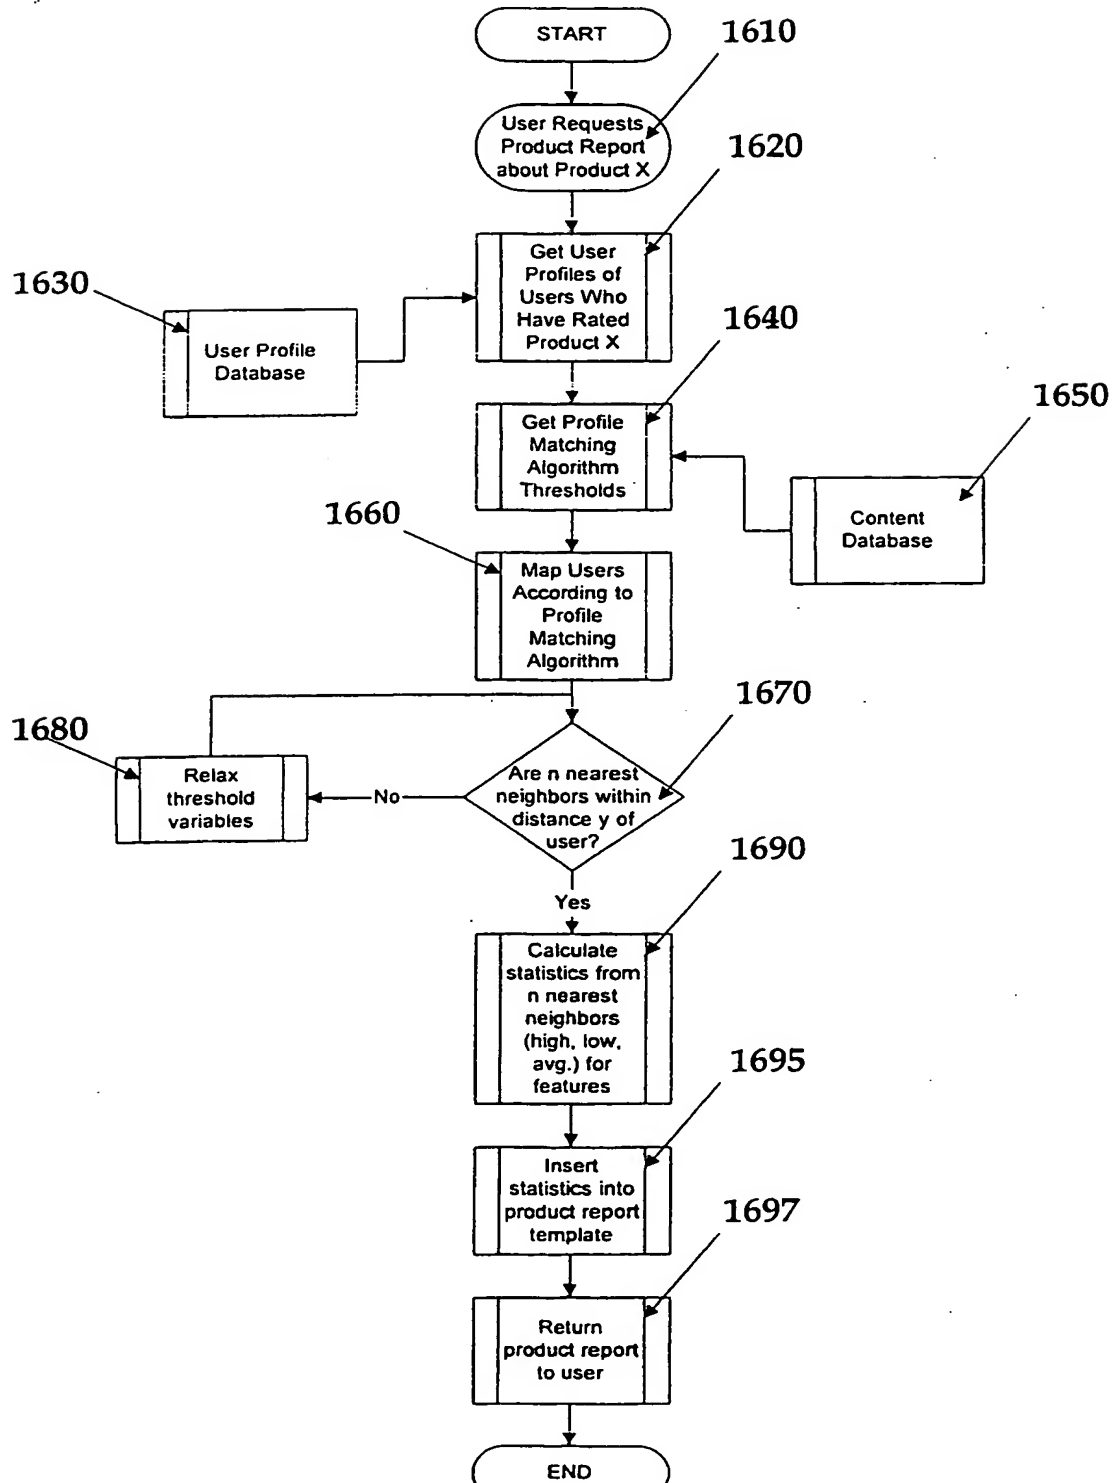 START
1610
User Requests
Product Report
about Product X
1620
Get User
Profiles of
Users Who
Have Rated
Product X
1630
User Profile
Database
1640
Get Profile
Matching
Algorithm
Thresholds
1650
Content
Database
1660
Map Users
According to
Profile
Matching
Algorithm
1670
Are n nearest
neighbors within
distance y of
user?
No
1680
Relax
threshold
variables
Yes
1690
Calculate
statistics from
n nearest
neighbors
(high, low,
avg.) for
features
1695
Insert
statistics into
product report
template
1697
Return
product report
to user
END